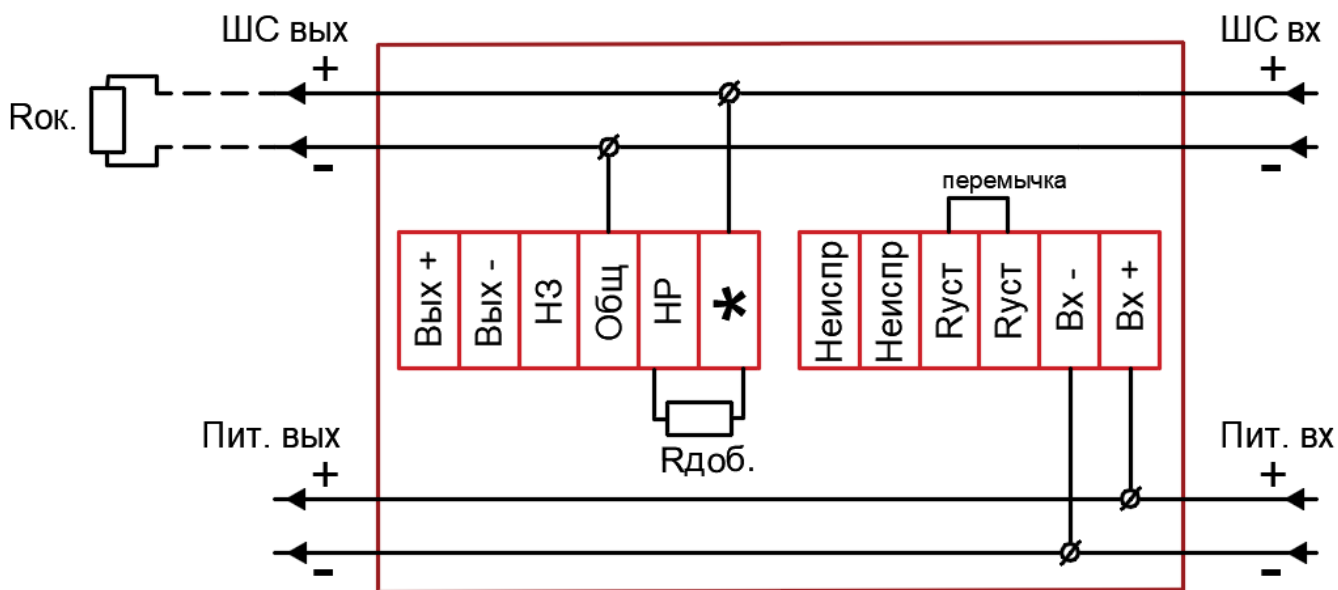 ШС вых
ШС вх
+
+
Rок.
-
-
перемычка
Вых +
Вых -
НЗ
Общ
НР
*
Неиспр
Неиспр
Rуст
Rуст
Вх -
Вх +
Rдоб.
Пит. вых
Пит. вх
+
+
-
-